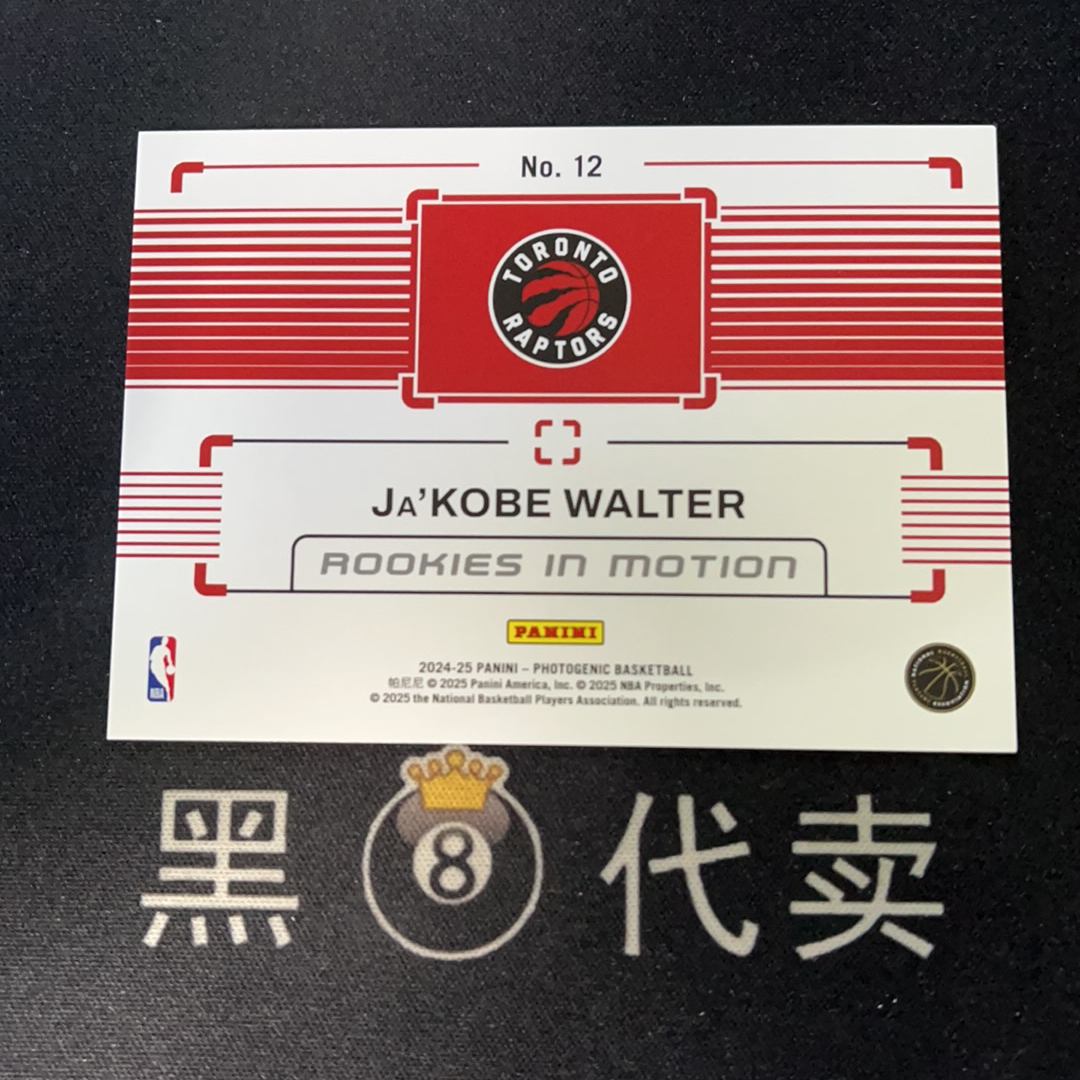 No. 12
TORONTO
RAPTORS
JA'KOBE WALTER
ROOKIES IN MOTION
PANINI
2024-25 PANINI – PHOTOGENIC BASKETBALL
帕尼尼 © 2025 Panini America, Inc. © 2025 NBA Properties, Inc.
© 2025 the National Basketball Players Association. All rights reserved.
NBA
黑 8 代卖